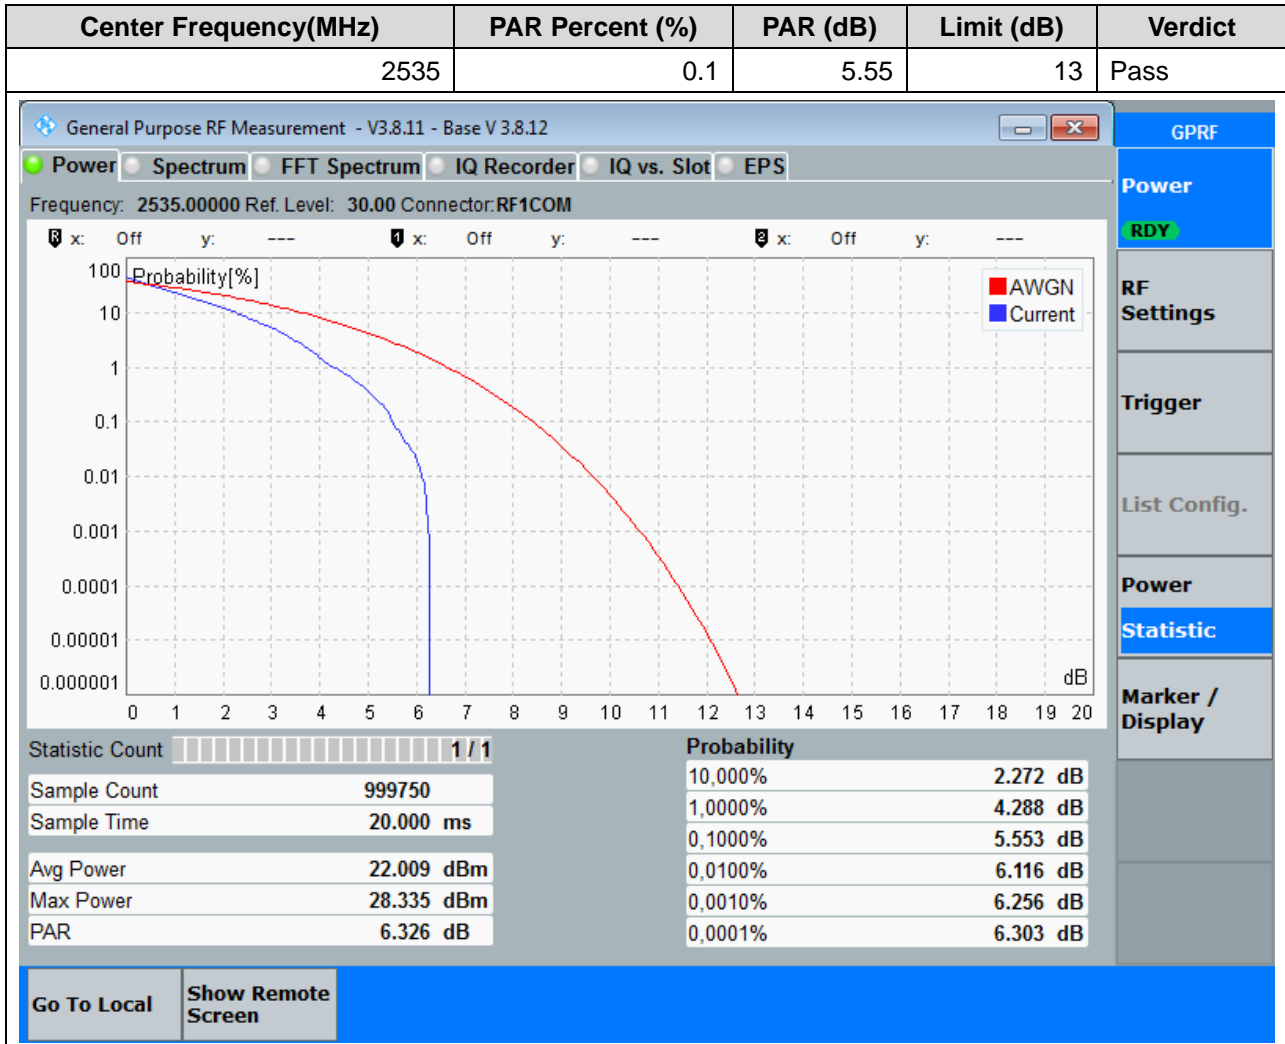 Center Frequency(MHz) PAR Percent (%) PAR (dB) Limit (dB) Verdict
2535 0.1 5.55 13 Pass
General Purpose RF Measurement - V3.8.11 - Base V 3.8.12
GPRF
Power Spectrum FFT Spectrum IQ Recorder IQ vs. Slot EPS
Frequency: 2535.00000 Ref. Level: 30.00 Connector: RF1COM
R x: Off y: --- 1 x: Off y: --- 2 x: Off y: ---
Probability[%]
AWGN
Current
100
10
1
0.1
0.01
0.001
0.0001
0.00001
0.000001
dB
0 1 2 3 4 5 6 7 8 9 10 11 12 13 14 15 16 17 18 19 20
Statistic Count 1 / 1
Sample Count 999750
Sample Time 20.000 ms
Avg Power 22.009 dBm
Max Power 28.335 dBm
PAR 6.326 dB
Probability
10,000% 2.272 dB
1,0000% 4.288 dB
0,1000% 5.553 dB
0,0100% 6.116 dB
0,0010% 6.256 dB
0,0001% 6.303 dB
Power
RDY
RF
Settings
Trigger
List Config.
Power
Statistic
Marker /
Display
Go To Local
Show Remote
Screen